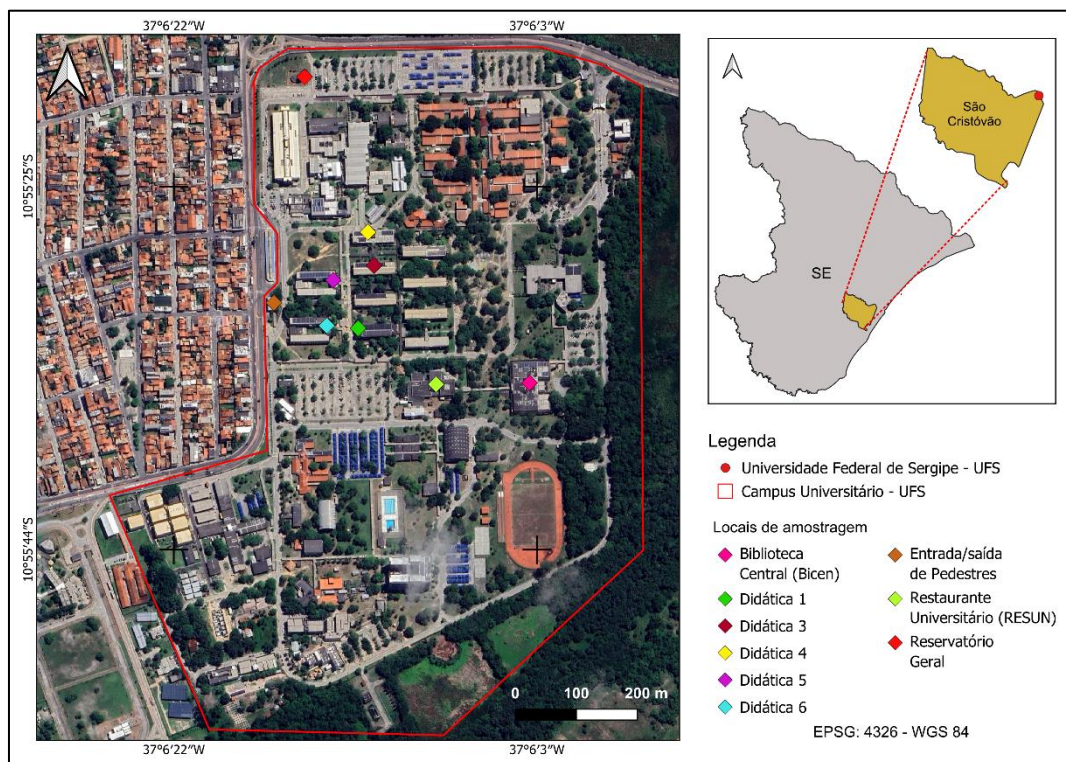 37°6'22"W
37°6'3"W
10°55'25"S
10°55'44"S
0 100 200 m
37°6'22"W
37°6'3"W
São
Cristóvão
SE
Legenda
Universidade Federal de Sergipe - UFS
Campus Universitário - UFS
Locais de amostragem
Biblioteca
Central (Bicen)
Didática 1
Didática 3
Didática 4
Didática 5
Didática 6
Entrada/saída
de Pedestres
Restaurante
Universitário (RESUN)
Reservatório
Geral
EPSG: 4326 - WGS 84